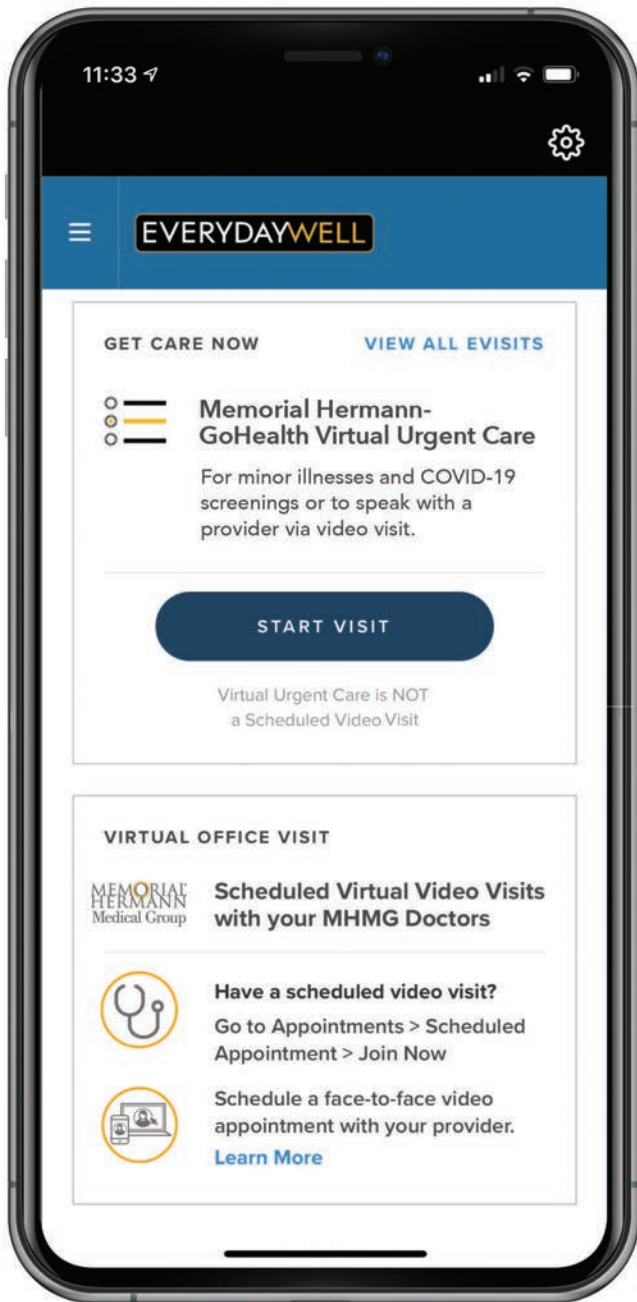 11:33
EVERYDAYWELL
GET CARE NOW
VIEW ALL EVISITS
Memorial Hermann-
GoHealth Virtual Urgent Care
For minor illnesses and COVID-19
screenings or to speak with a
provider via video visit.
START VISIT
Virtual Urgent Care is NOT
a Scheduled Video Visit
VIRTUAL OFFICE VISIT
MEMORIAL
HERMANN
Medical Group
Scheduled Virtual Video Visits
with your MHMG Doctors
Have a scheduled video visit?
Go to Appointments > Scheduled
Appointment > Join Now
Schedule a face-to-face video
appointment with your provider.
Learn More